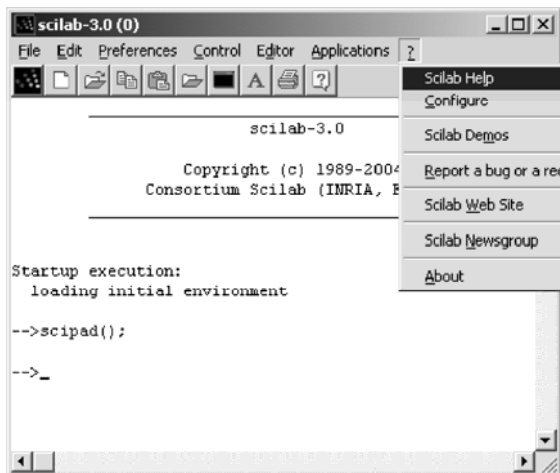 scilab-3.0 (0)
File Edit Preferences Control Editor Applications ?
Scilab Help
Configure
Scilab Demos
Report a bug or a
Scilab Web Site
Scilab Newsgroup
About
scilab-3.0
Copyright (c) 1989-2004
Consortium Scilab (INRIA,
Startup execution:
loading initial environment
-->scipad();
-->_